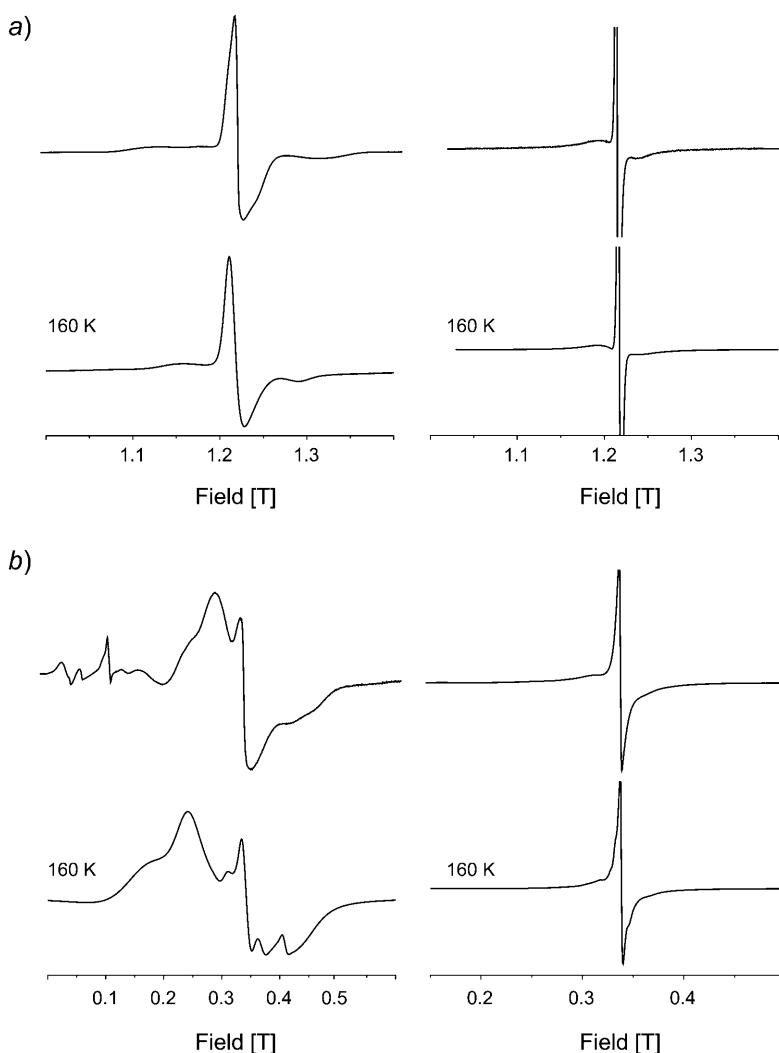 a)
160 K
160 K
1.1 1.2 1.3
1.1 1.2 1.3
Field [T]
Field [T]
b)
160 K
160 K
0.1 0.2 0.3 0.4 0.5
0.2 0.3 0.4
Field [T]
Field [T]